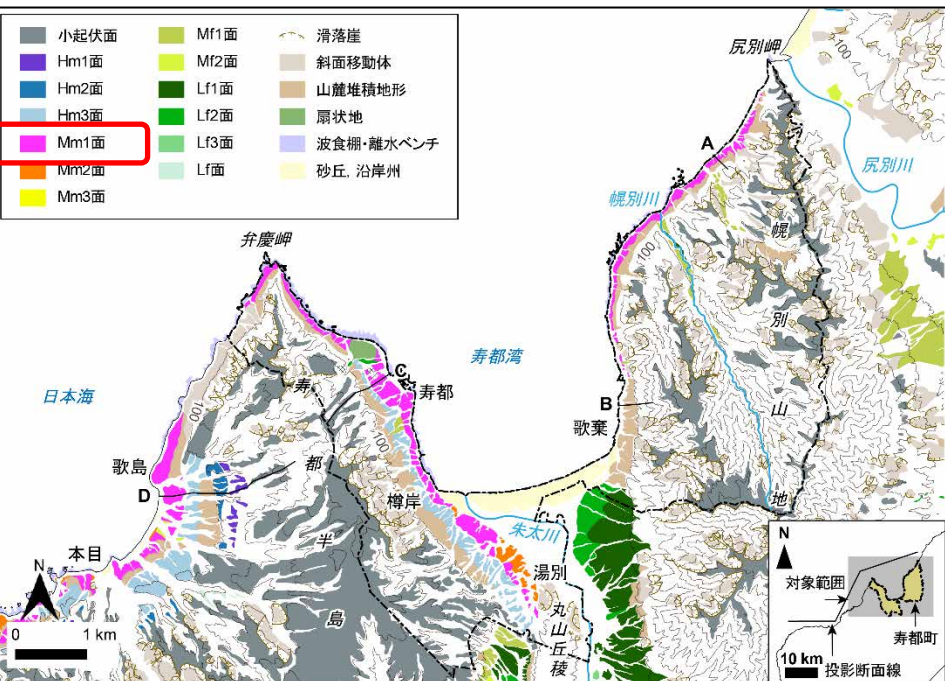 小起伏面
Hm1面
Hm2面
Hm3面
Mm1面
Mm2面
Mm3面
Mf1面
Mf2面
Lf1面
Lf2面
Lf3面
Lf面
滑落崖
斜面移動体
山麓堆積地形
扇状地
波食棚・離水ベンチ
砂丘, 沿岸州
尻別岬
100
A
尻別川
幌別川
弁慶岬
100
幌別山地
寿都湾
日本海
C
寿都
寿都半島
100
100
B
歌棄
歌島
D
樽岸
朱太川
本目
湯別
丸山丘稜
N
0 1 km
N
対象範囲
寿都町
10 km
投影断面線